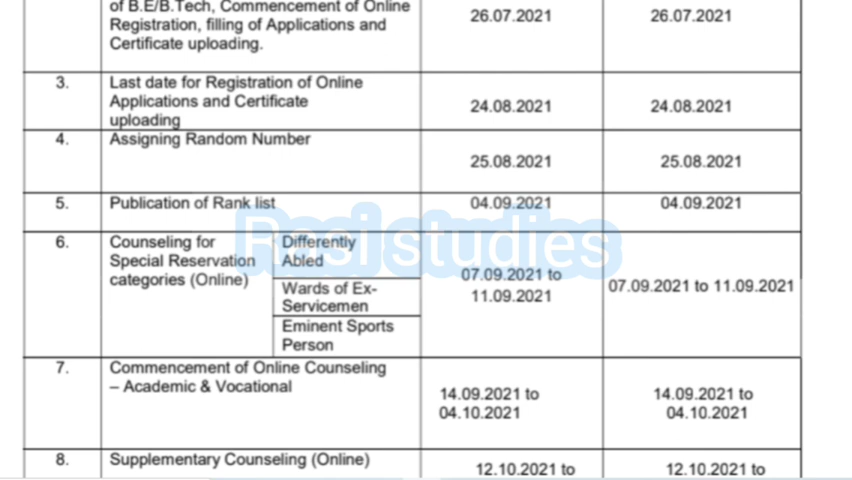 of B.E/B.Tech, Commencement of Online
Registration, filling of Applications and
Certificate uploading.
26.07.2021
26.07.2021
3.
Last date for Registration of Online
Applications and Certificate
uploading
24.08.2021
24.08.2021
4.
Assigning Random Number
25.08.2021
25.08.2021
5.
Publication of Rank list
04.09.2021
04.09.2021
Rasi studies
6.
Counseling for
Special Reservation
categories (Online)
Differently
Abled
Wards of Ex-
Servicemen
Eminent Sports
Person
07.09.2021 to
11.09.2021
07.09.2021 to 11.09.2021
7.
Commencement of Online Counseling
– Academic & Vocational
14.09.2021 to
04.10.2021
14.09.2021 to
04.10.2021
8.
Supplementary Counseling (Online)
12.10.2021 to
12.10.2021 to